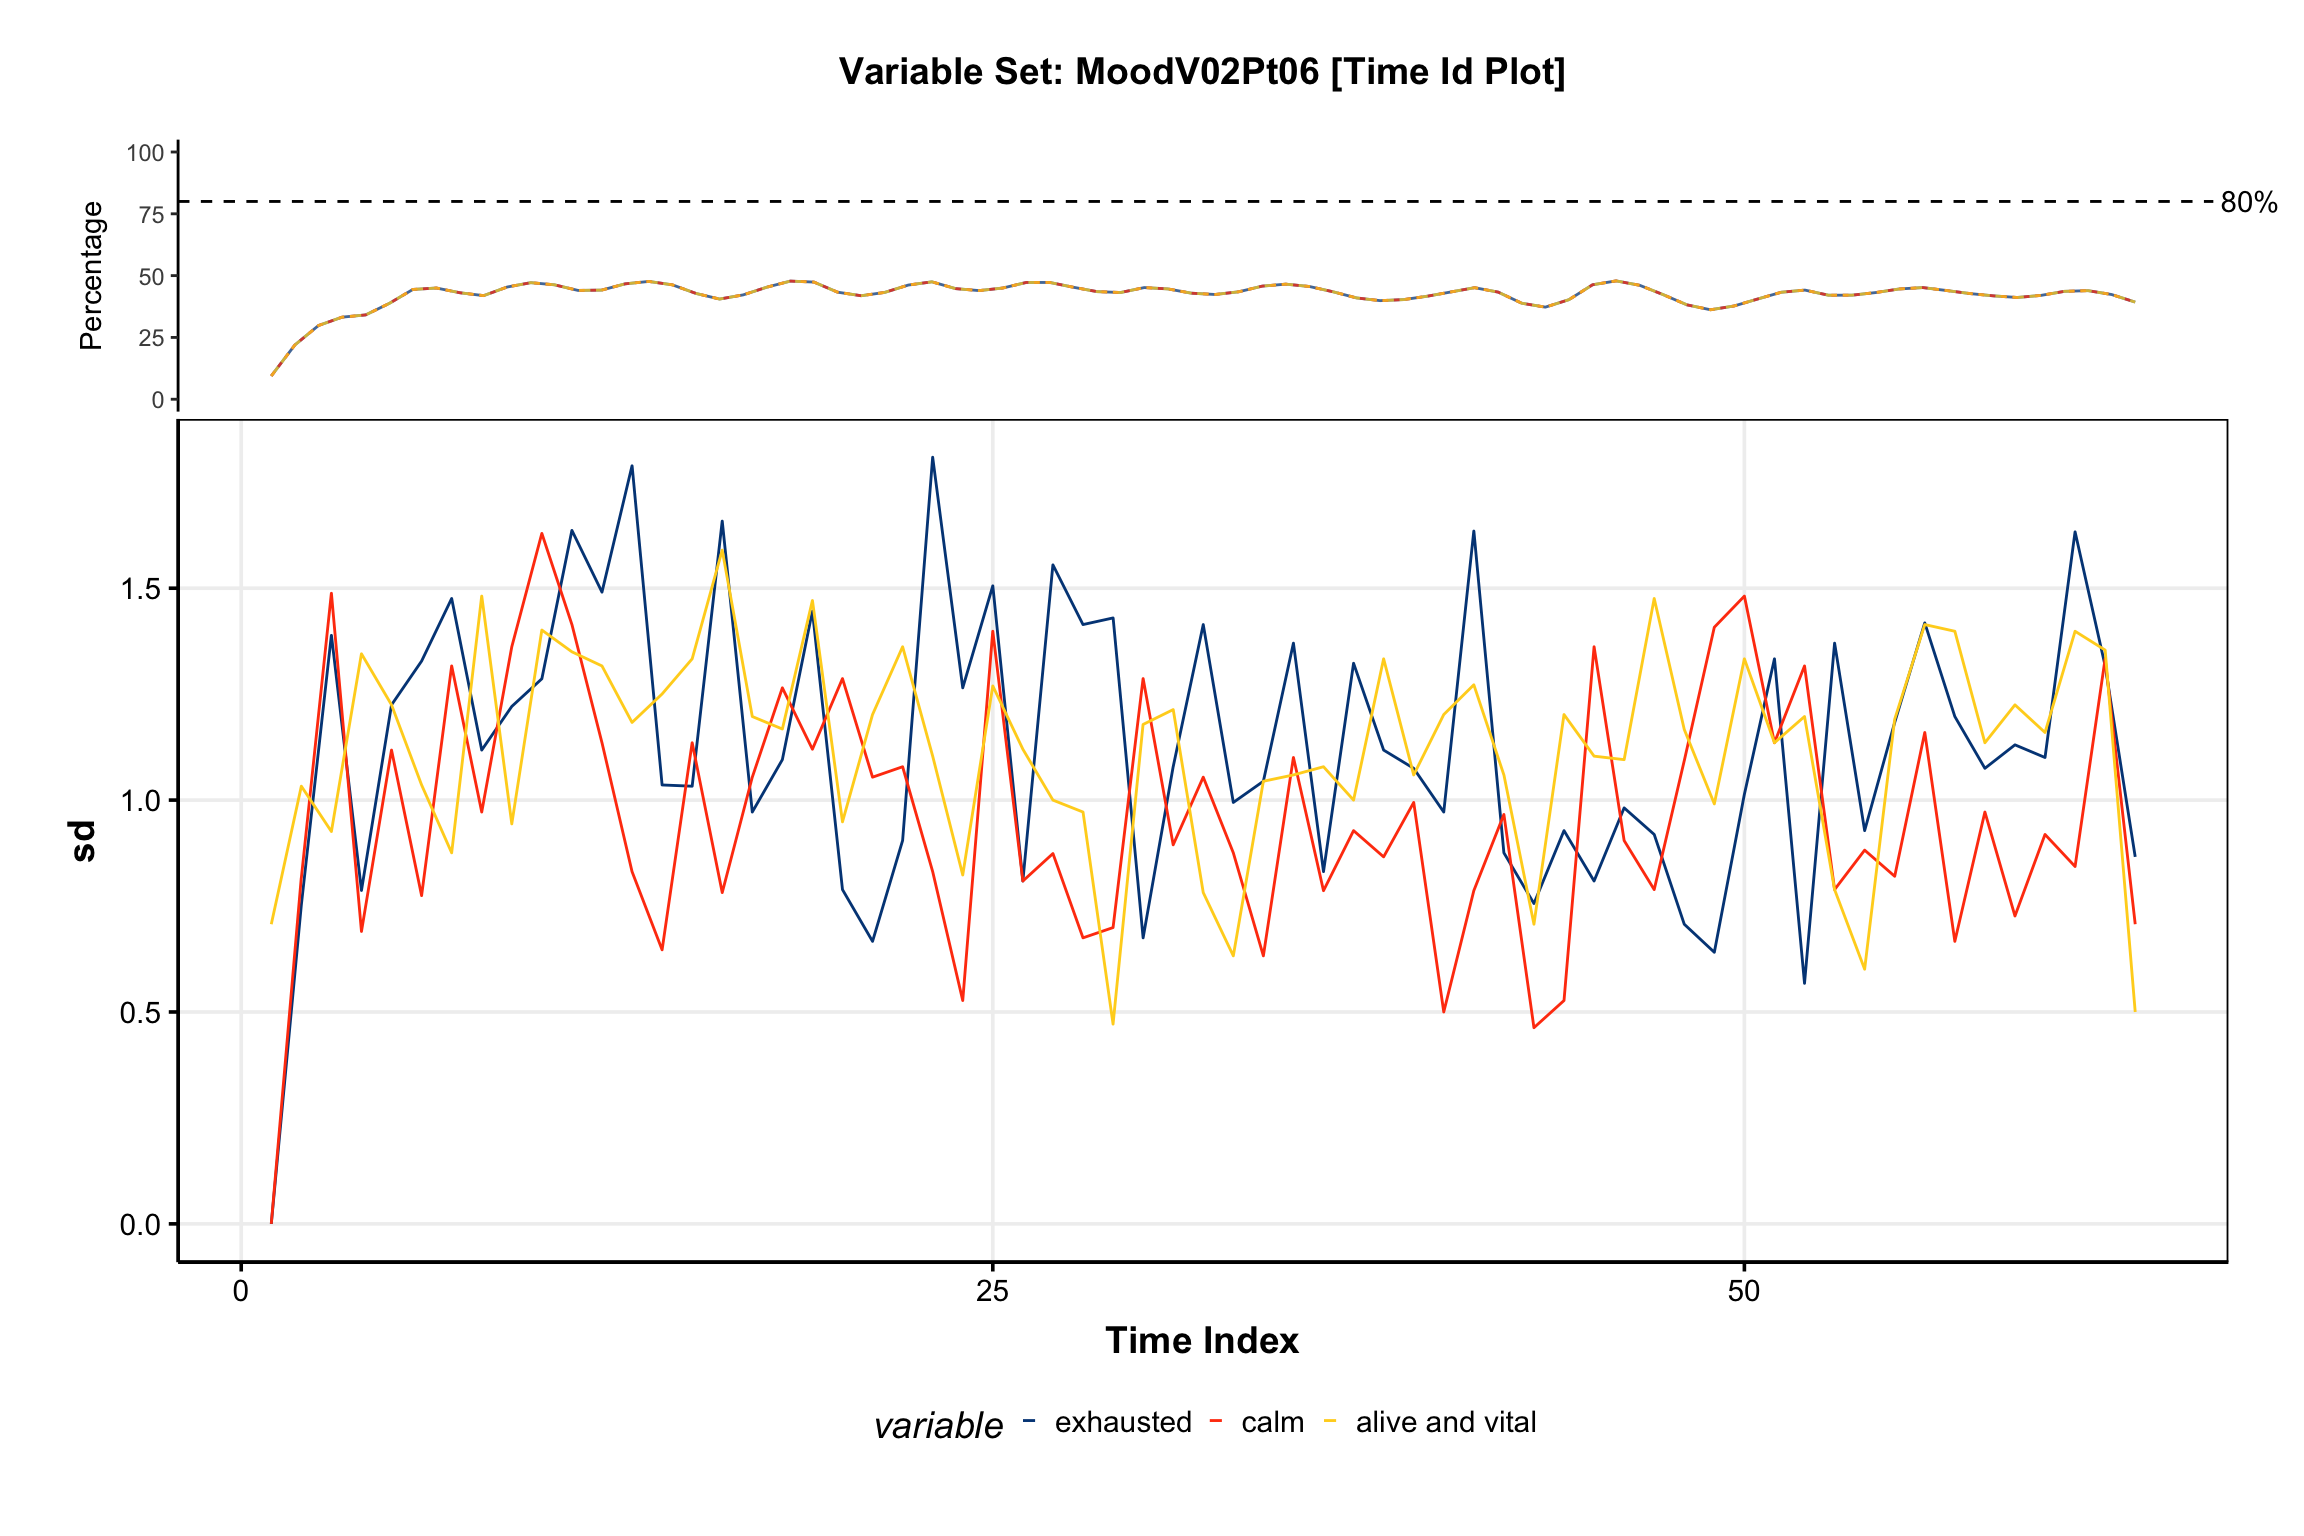 Variable Set: MoodV02Pt06 [Time Id Plot]
Percentage
100
75
50
25
0
80%
sd
1.5
1.0
0.5
0.0
0 25 50
Time Index
variable exhausted calm alive and vital